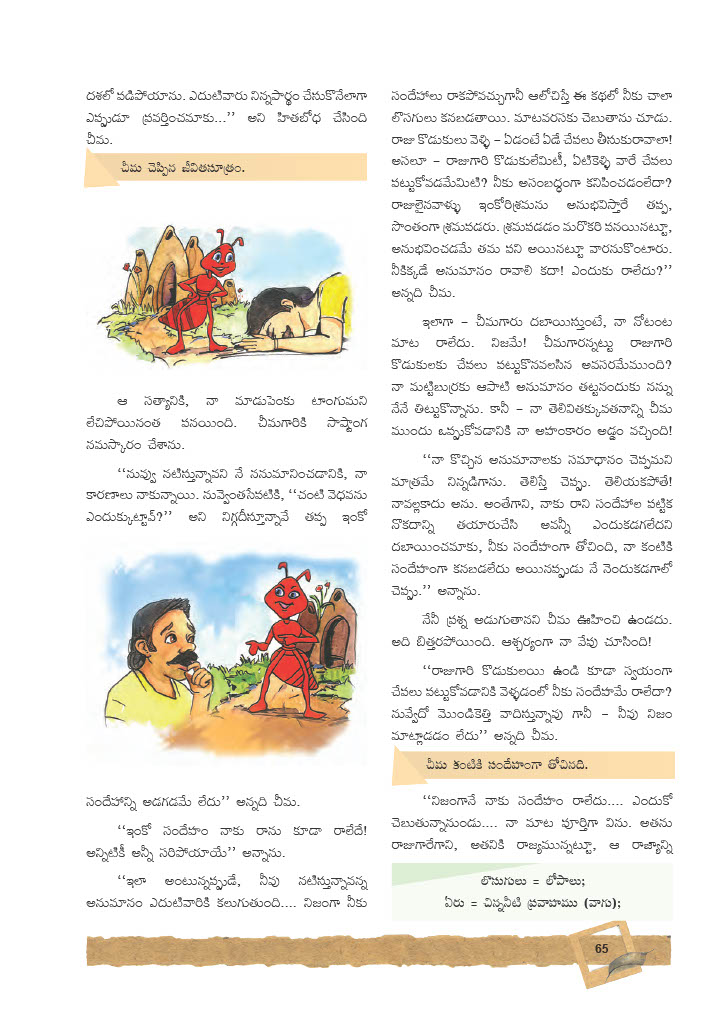 దశలో పడిపోయాను. ఎదుటివారు నిన్నపార్థం చేసుకొనేలాగా
ఎప్పుడూ ప్రవర్తించమాకు...’’ అని హితబోధ చేసింది
చీమ.
చీమ చెప్పిన జీవితసూత్రం.
ఆ సత్యానికి, నా మాడుపెంకు టాంగుమని
లేచిపోయినంత పనయింది. చీమగారికి సాష్టాంగ
నమస్కారం చేశాను.
‘‘నువ్వు నటిస్తున్నావని నే ననుమానించడానికి, నా
కారణాలు నాకున్నాయి. నువ్వెంతసేపటికి, ‘‘చంటి వెధవను
ఎందుక్కుట్టావ్?’’ అని నిగ్గదీస్తూన్నావే తప్ప ఇంకో
సందేహాన్ని అడగడమే లేదు’’ అన్నది చీమ.
‘‘ఇంకో సందేహం నాకు రాను కూడా రాలేదే!
అన్నిటికీ అన్నీ సరిపోయాయే’’ అన్నాను.
‘‘ఇలా అంటున్నప్పుడే, నీవు నటిస్తున్నావన్న
అనుమానం ఎదుటివారికి కలుగుతుంది.... నిజంగా నీకు
సందేహాలు రాకపోవచ్చుగానీ ఆలోచిస్తే ఈ కథలో నీకు చాలా
లొసగులు కనబడతాయి. మాటవరసకు చెబుతాను చూడు.
రాజు కొడుకులు వెళ్ళి – ఏడంటే ఏడే చేపలు తీసుకురావాలా!
అసలూ – రాజుగారి కొడుకులేమిటీ, ఏటికెళ్ళి వారే చేపలు
పట్టుకోవడమేమిటి? నీకు అసంబద్ధంగా కనిపించడంలేదా?
రాజులైనవాళ్ళు ఇంకోరిశ్రమను అనుభవిస్తారే తప్ప,
సొంతంగా శ్రమపడరు. శ్రమపడడం మరొకరి పనయినట్టూ,
అనుభవించడమే తమ పని అయినట్టూ వారనుకొంటారు.
నీకిక్కడే అనుమానం రావాలి కదా! ఎందుకు రాలేదు?’’
అన్నది చీమ.
ఇలాగా – చీమగారు దబాయిస్తుంటే, నా నోటంట
మాట రాలేదు. నిజమే! చీమగారన్నట్టు రాజుగారి
కొడుకులకు చేపలు పట్టుకొనవలసిన అవసరమేముంది?
నా మట్టిబుర్రకు ఆపాటి అనుమానం తట్టనందుకు నన్ను
నేనే తిట్టుకొన్నాను. కానీ – నా తెలివితక్కువతనాన్ని చీమ
ముందు ఒప్పుకోవడానికి నా అహంకారం అడ్డం వచ్చింది!
‘‘నా కొచ్చిన అనుమానాలకు సమాధానం చెప్పమని
మాత్రమే నిన్నడిగాను. తెలిస్తే చెప్పు. తెలియకపోతే!
నావల్లకాదు అను. అంతేగాని, నాకు రాని సందేహాల పట్టిక
నొకదాన్ని తయారుచేసి అవన్నీ ఎందుకడగలేదని
దబాయించమాకు, నీకు సందేహంగా తోచింది, నా కంటికి
సందేహంగా కనబడలేదు అయినప్పుడు నే నెందుకడగాలో
చెప్పు.’’ అన్నాను.
నేనీ ప్రశ్న అడుగుతానని చీమ ఊహించి ఉండదు.
అది బిత్తరపోయింది. ఆశ్చర్యంగా నా వేపు చూసింది!
‘‘రాజుగారి కొడుకులయి ఉండి కూడా స్వయంగా
చేపలు పట్టుకోవడానికి వెళ్ళడంలో నీకు సందేహమే రాలేదా?
నువ్వేదో మొండికెత్తి వాదిస్తున్నావు గానీ – నీవు నిజం
మాట్లాడడం లేదు’’ అన్నది చీమ.
చీమ కంటికి సందేహంగా తోచినది.
‘‘నిజంగానే నాకు సందేహం రాలేదు.... ఎందుకో
చెబుతున్నానుండు.... నా మాట పూర్తిగా విను. అతను
రాజుగారేగాని, అతనికి రాజ్యమున్నట్టూ, ఆ రాజ్యాన్ని
లొసుగులు = లోపాలు;
ఏరు = చిన్ననీటి ప్రవాహము (వాగు);
65